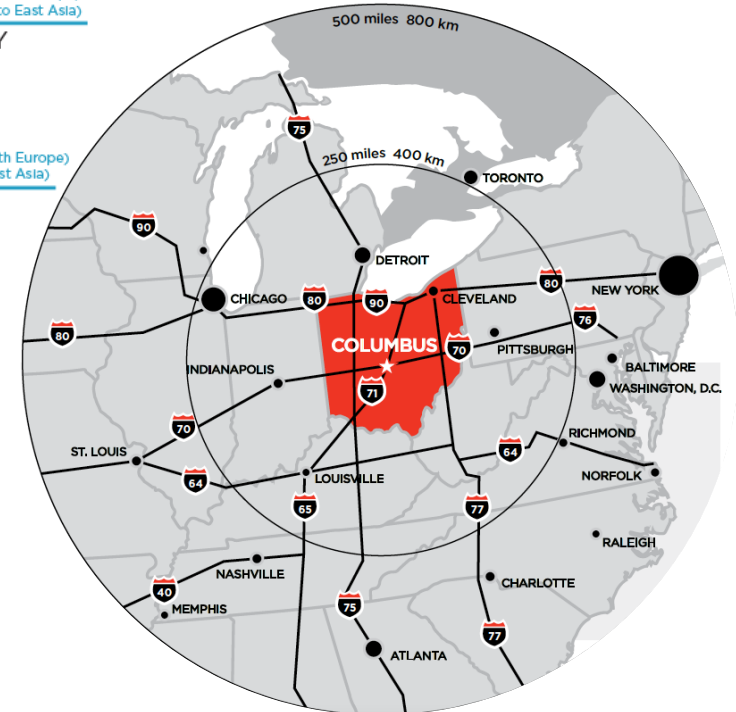 to East Asia)
Y
th Europe)
st Asia)
500 miles 800 km
75
250 miles 400 km
TORONTO
90
DETROIT
CHICAGO
80
90
CLEVELAND
80
NEW YORK
80
76
COLUMBUS
70
PITTSBURGH
INDIANAPOLIS
BALTIMORE
WASHINGTON, D.C.
71
70
RICHMOND
ST. LOUIS
64
64
LOUISVILLE
NORFOLK
65
77
RALEIGH
NASHVILLE
CHARLOTTE
40
MEMPHIS
75
77
ATLANTA